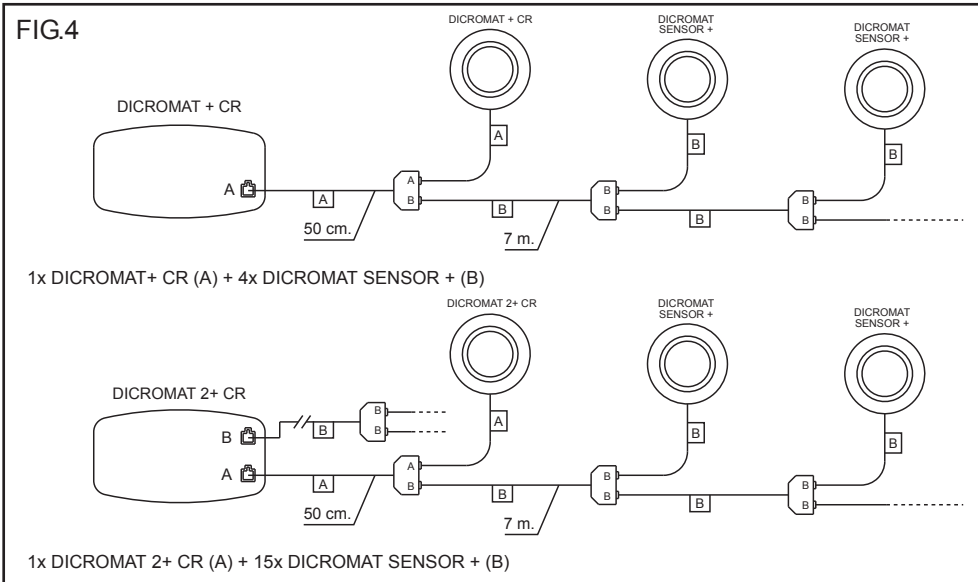 FIG.4
DICROMAT + CR
DICROMAT
SENSOR +
DICROMAT
SENSOR +
DICROMAT + CR
A
B
B
A
A
B
A
B
50 cm.
7 m.
B
B
B
B
B
1x DICROMAT+ CR (A) + 4x DICROMAT SENSOR + (B)
DICROMAT 2+ CR
DICROMAT
SENSOR +
DICROMAT
SENSOR +
DICROMAT 2+ CR
B
B
B
B
A
B
B
A
A
A
B
B
50 cm.
7 m.
B
B
B
B
B
1x DICROMAT 2+ CR (A) + 15x DICROMAT SENSOR + (B)